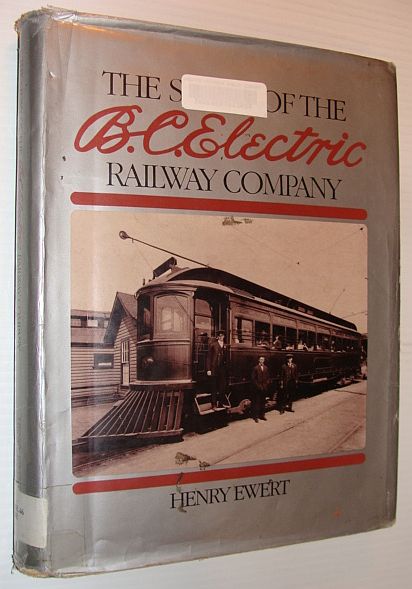 THE S OF THE
B.C. Electric
RAILWAY COMPANY
HENRY EWERT